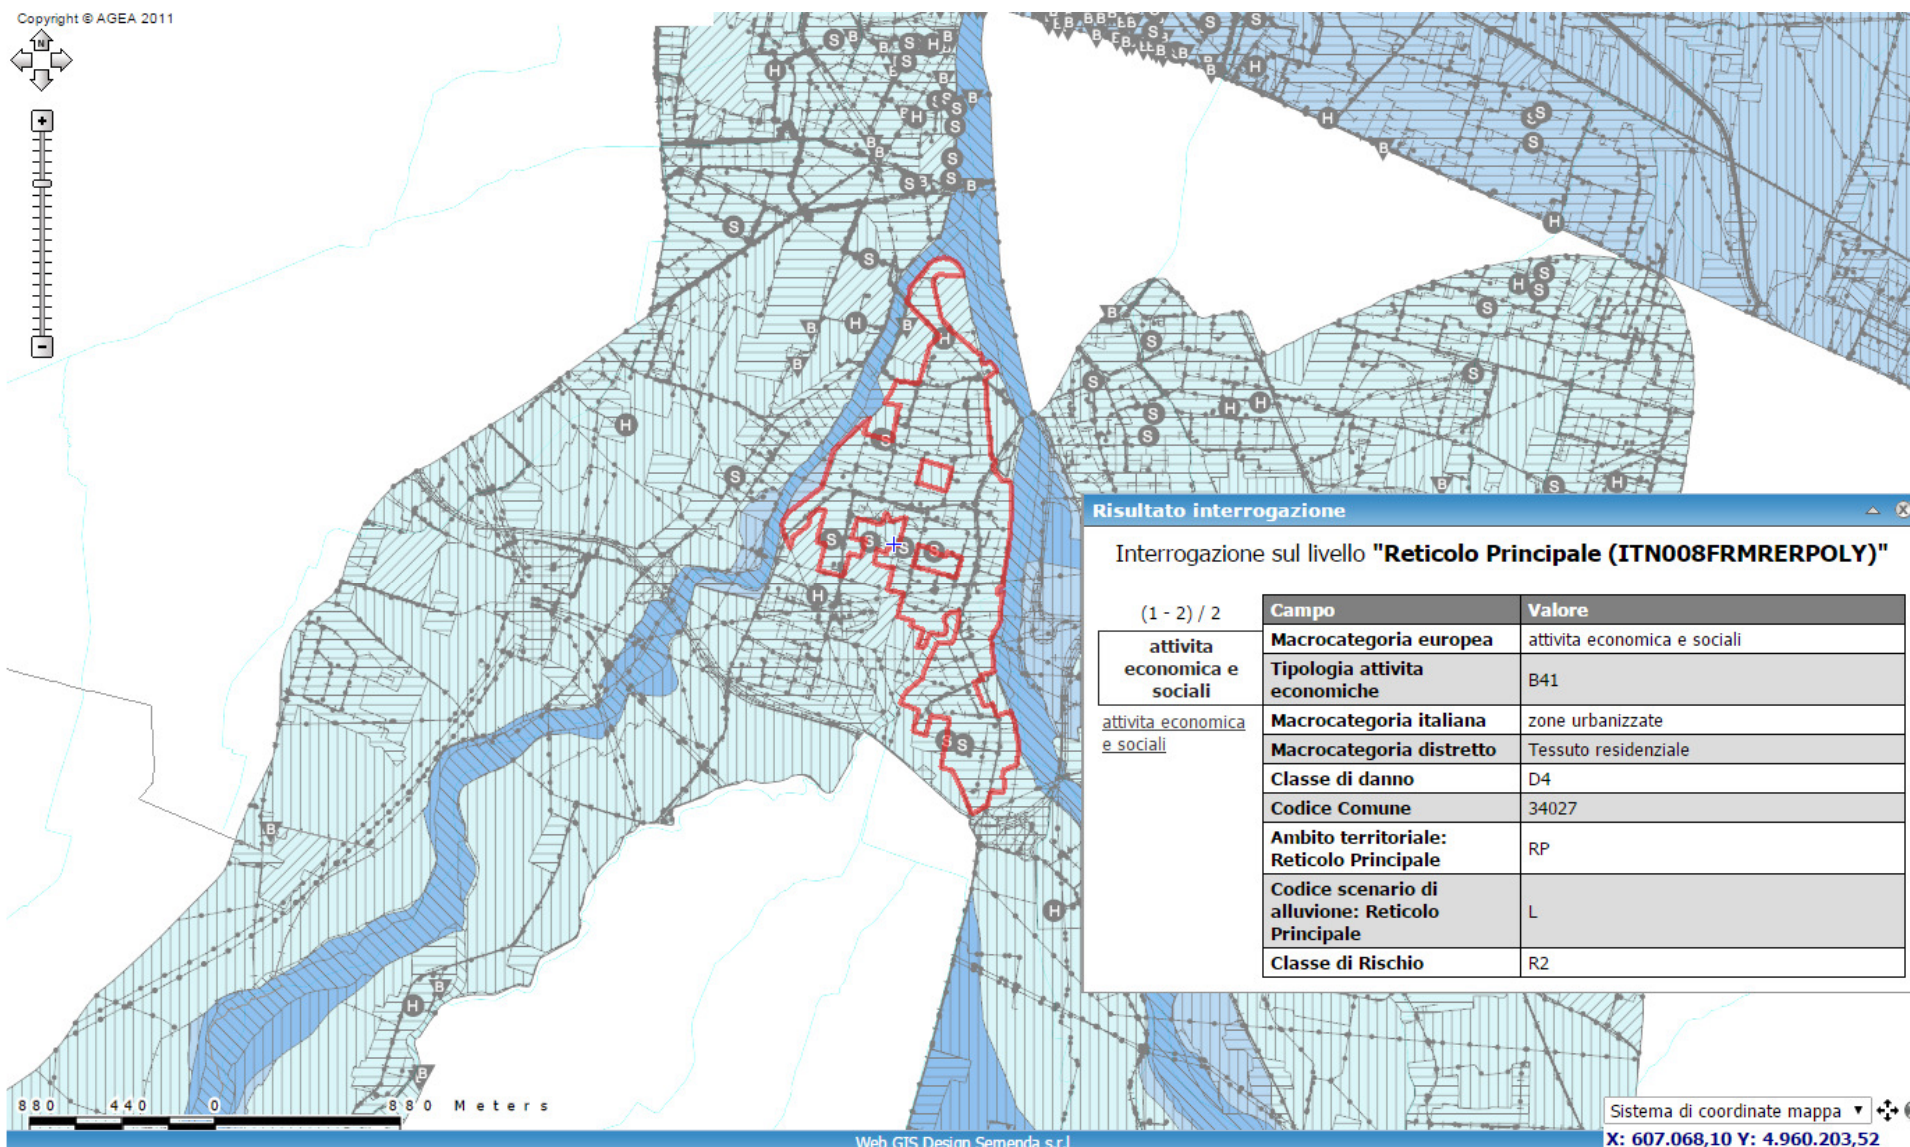 Copyright © AGEA 2011
N
Risultato interrogazione
Interrogazione sul livello "Reticolo Principale (ITN008FRMRERPOLY)"
(1 - 2) / 2
attivita
economica e
sociali
attivita economica
e sociali
Campo Valore
Macrocategoria europea attivita economica e sociali
Tipologia attivita
economiche B41
Macrocategoria italiana zone urbanizzate
Macrocategoria distretto Tessuto residenziale
Classe di danno D4
Codice Comune 34027
Ambito territoriale:
Reticolo Principale RP
Codice scenario di
alluvione: Reticolo
Principale L
Classe di Rischio R2
880 440 0 880 Meters
Sistema di coordinate mappa
Web GIS Design Semenda s.r.l
X: 607.068,10 Y: 4.960.203,52